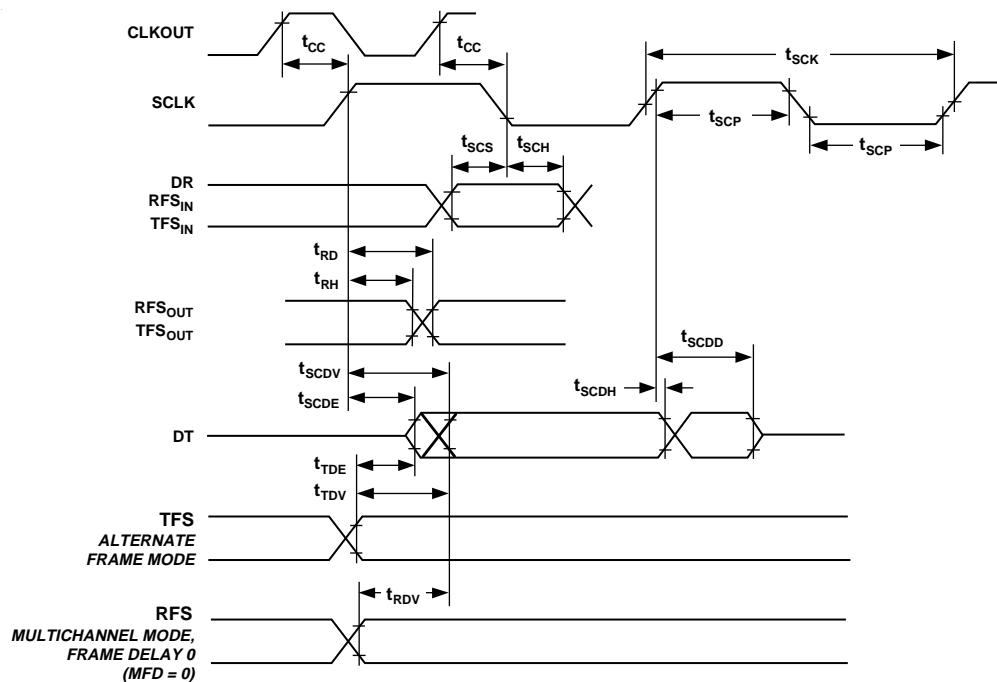 CLKOUT
tCC
tCC
tSCK
SCLK
tSCP
tSCP
tSCS
tSCH
DR
RFSIN
TFSIN
tRD
tRH
RFSOUT
TFSOUT
tSCDV
tSCDE
tSCDD
tSCDH
DT
tTDE
tTDV
TFS
ALTERNATE
FRAME MODE
tRDV
RFS
MULTICHANNEL MODE,
FRAME DELAY 0
(MFD = 0)